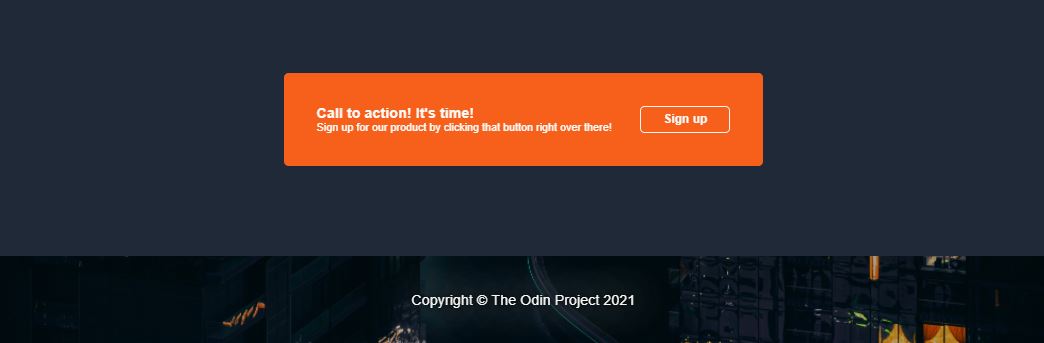 Call to action! It's time!
Sign up for our product by clicking that button right over there!
Sign up
Copyright © The Odin Project 2021